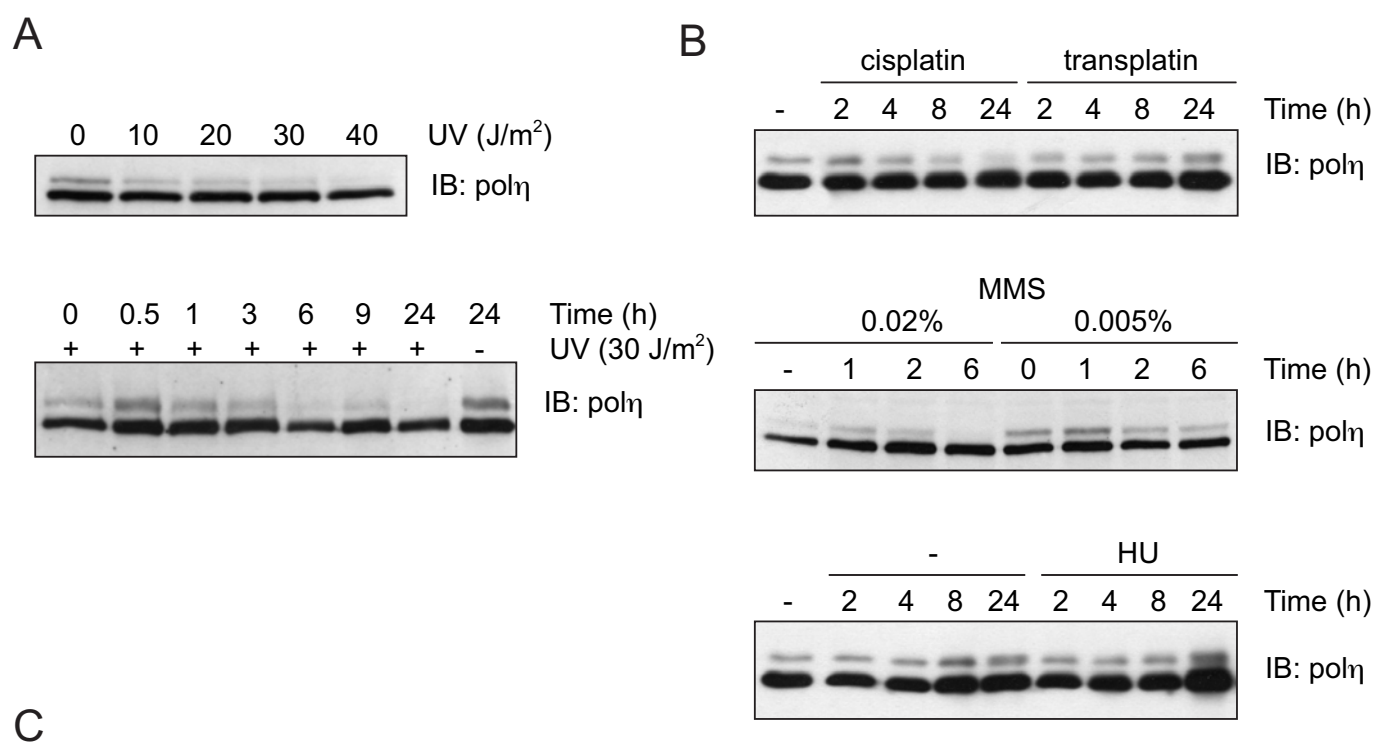 A
0 10 20 30 40 UV (J/m²)
IB: polη
0 0.5 1 3 6 9 24 24 Time (h)
+ + + + + + + - UV (30 J/m²)
IB: polη
B
cisplatin transplatin
- 2 4 8 24 2 4 8 24 Time (h)
IB: polη
MMS
0.02% 0.005%
- 1 2 6 0 1 2 6 Time (h)
IB: polη
- HU
- 2 4 8 24 2 4 8 24 Time (h)
IB: polη
C